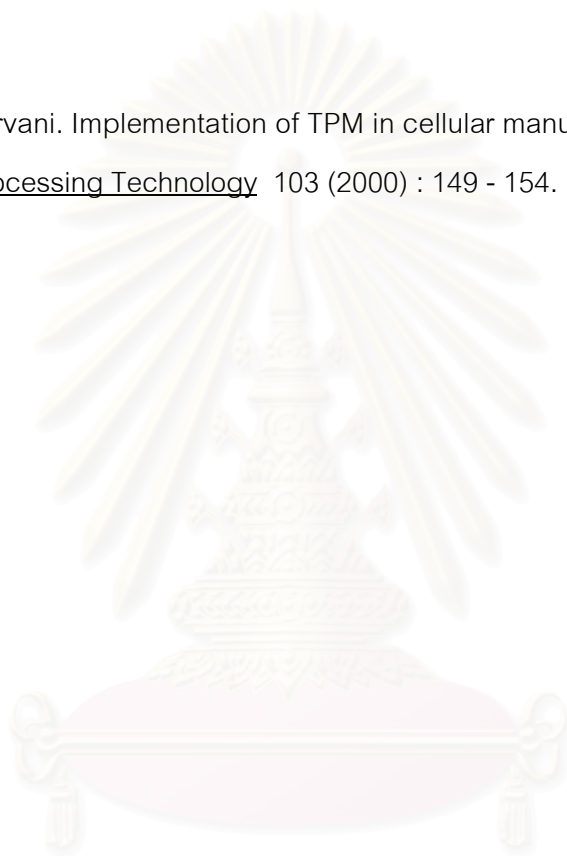 rvani. Implementation of TPM in cellular manu
ocessing Technology 103 (2000) : 149 - 154.